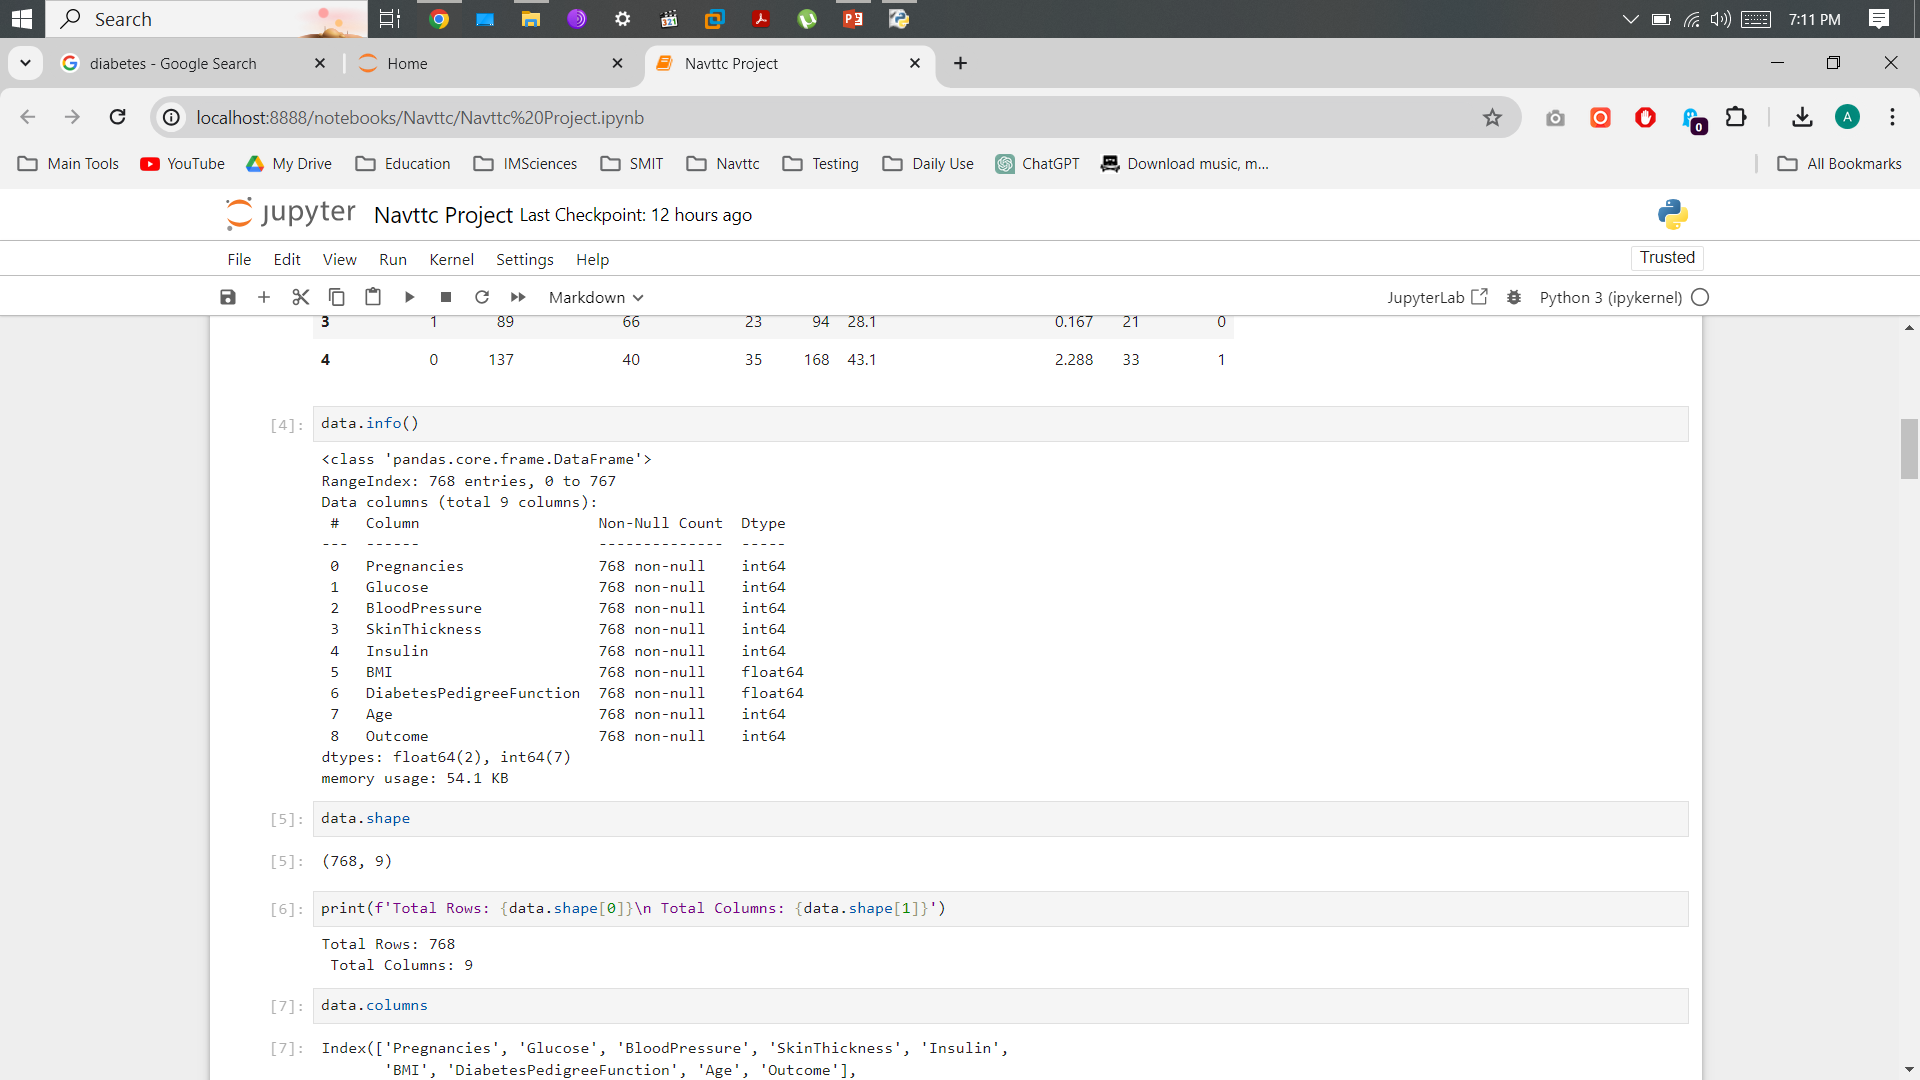 Search
7:11 PM
diabetes - Google Search
Home
Navttc Project
localhost:8888/notebooks/Navttc/Navttc%20Project.ipynb
0
A
Main Tools
YouTube
My Drive
Education
IMSciences
SMIT
Navttc
Testing
Daily Use
ChatGPT
Download music, m...
All Bookmarks
jupyter
Navttc Project Last Checkpoint: 12 hours ago
File Edit View Run Kernel Settings Help
Trusted
Markdown
JupyterLab
Python 3 (ipykernel)
3 1 89 66 23 94 28.1 0.167 21 0
4 0 137 40 35 168 43.1 2.288 33 1
[4]: data.info()
<class 'pandas.core.frame.DataFrame'>
RangeIndex: 768 entries, 0 to 767
Data columns (total 9 columns):
# Column Non-Null Count Dtype
--- ------ -------------- -----
0 Pregnancies 768 non-null int64
1 Glucose 768 non-null int64
2 BloodPressure 768 non-null int64
3 SkinThickness 768 non-null int64
4 Insulin 768 non-null int64
5 BMI 768 non-null float64
6 DiabetesPedigreeFunction 768 non-null float64
7 Age 768 non-null int64
8 Outcome 768 non-null int64
dtypes: float64(2), int64(7)
memory usage: 54.1 KB
[5]: data.shape
[5]: (768, 9)
[6]: print(f'Total Rows: {data.shape[0]}\n Total Columns: {data.shape[1]}')
Total Rows: 768
Total Columns: 9
[7]: data.columns
[7]: Index(['Pregnancies', 'Glucose', 'BloodPressure', 'SkinThickness', 'Insulin',
'BMI', 'DiabetesPedigreeFunction', 'Age', 'Outcome'],